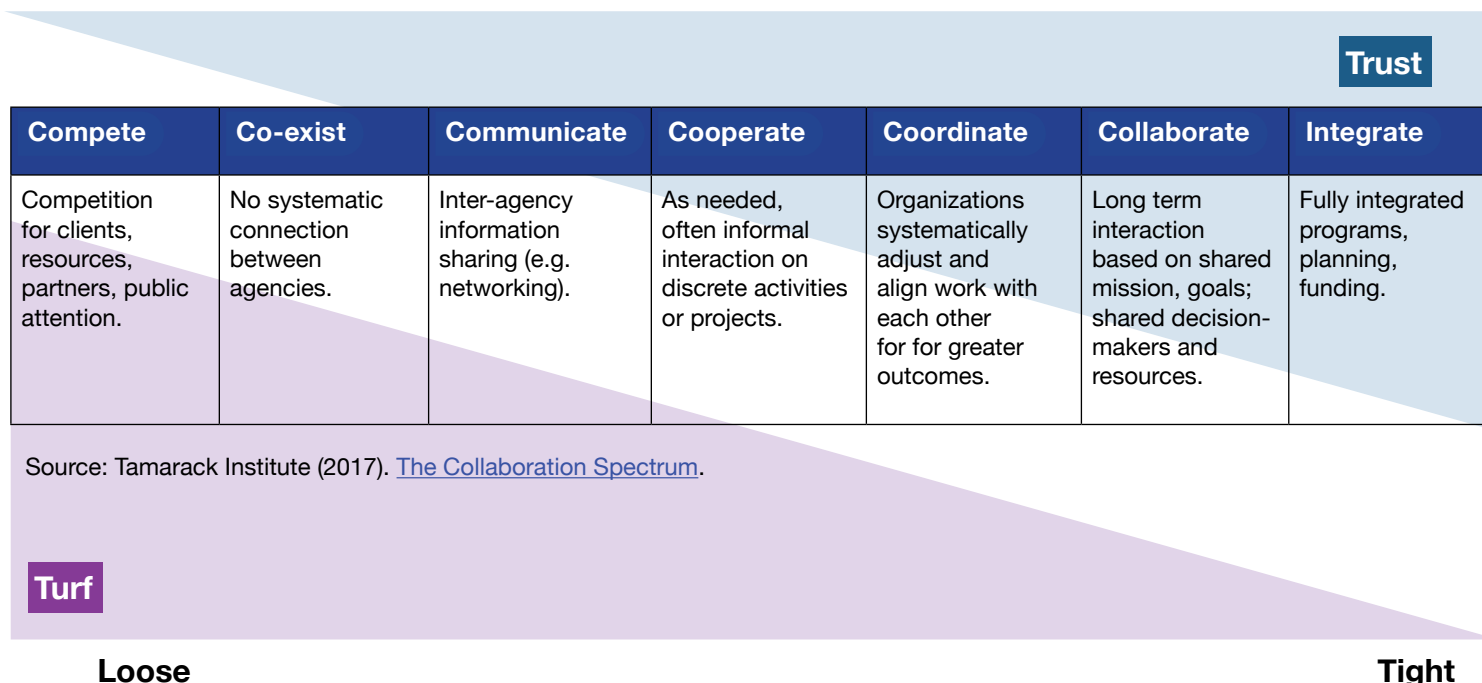 Trust
Compete
Co-exist
Communicate
Cooperate
Coordinate
Collaborate
Integrate
Competition
for clients,
resources,
partners, public
attention.
No systematic
connection
between
agencies.
Inter-agency
information
sharing (e.g.
networking).
As needed,
often informal
interaction on
discrete activities
or projects.
Organizations
systematically
adjust and
align work with
each other
for for greater
outcomes.
Long term
interaction
based on shared
mission, goals;
shared decision-
makers and
resources.
Fully integrated
programs,
planning,
funding.
Source: Tamarack Institute (2017). The Collaboration Spectrum.
Turf
Loose
Tight